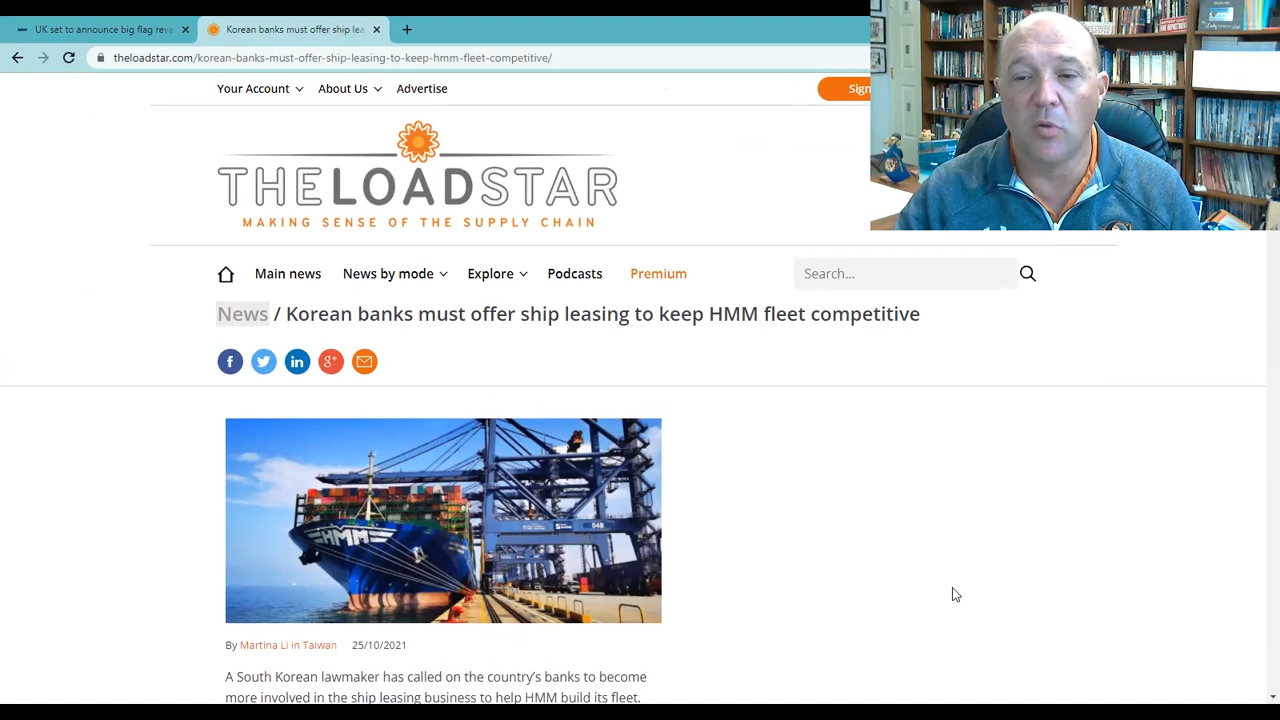 UK set to announce big flag reva
Korean banks must offer ship lea
theloadstar.com/korean-banks-must-offer-ship-leasing-to-keep-hmm-fleet-competitive/
Your Account
About Us
Advertise
Sign
THELOADSTAR
MAKING SENSE OF THE SUPPLY CHAIN
Main news
News by mode
Explore
Podcasts
Premium
Search...
News / Korean banks must offer ship leasing to keep HMM fleet competitive
f
in
g+
HMM
048
By Martina Li in Taiwan 25/10/2021
A South Korean lawmaker has called on the country's banks to become
more involved in the ship leasing business to help HMM build its fleet.